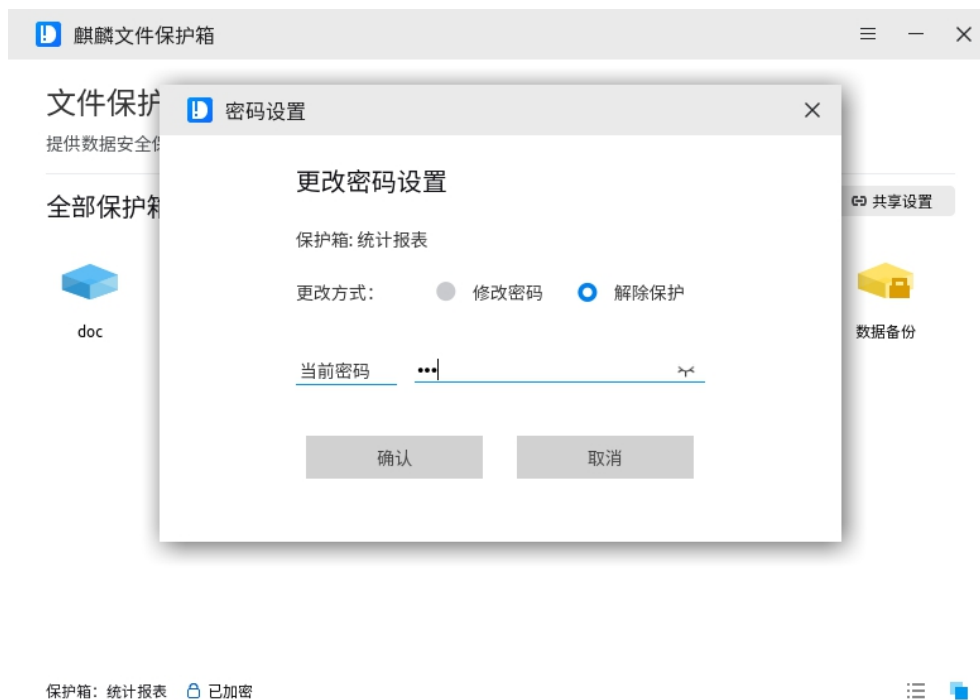 麒麟文件保护箱
文件保护
提供数据安全
密码设置
更改密码设置
全部保护
共享设置
保护箱: 统计报表
更改方式：
修改密码
解除保护
doc
数据备份
当前密码
•••
确认
取消
保护箱：统计报表
已加密